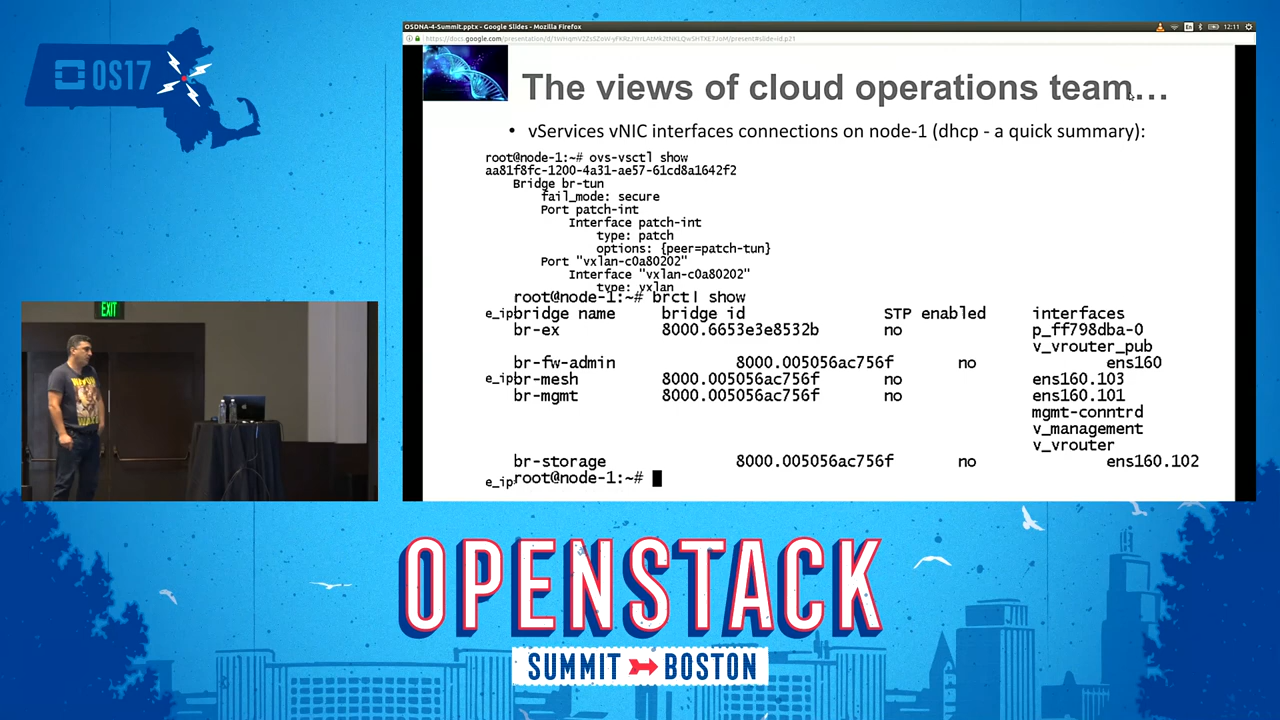 OS17
EXIT
OSDNA-4-Summit.pptx - Google Slides - Mozilla Firefox
12:11
The views of cloud operations team...
• vServices vNIC interfaces connections on node-1 (dhcp - a quick summary):
root@node-1:~# ovs-vsctl show
aa81f8fc-1200-4a31-ae57-61cd8a1642f2
Bridge br-tun
fail_mode: secure
Port patch-int
Interface patch-int
type: patch
options: {peer=patch-tun}
Port "vxlan-c0a80202"
Interface "vxlan-c0a80202"
type: vxlan
root@node-1:~# brctl show
e_ip bridge name bridge id STP enabled interfaces
br-ex 8000.6653e3e8532b no p_ff798dba-0
v_vrouter_pub
br-fw-admin 8000.005056ac756f no ens160
e_ip br-mesh 8000.005056ac756f no ens160.103
br-mgmt 8000.005056ac756f no ens160.101
mgmt-conntrd
v_management
v_vrouter
br-storage 8000.005056ac756f no ens160.102
e_ip root@node-1:~#
OPENSTACK
SUMMIT BOSTON